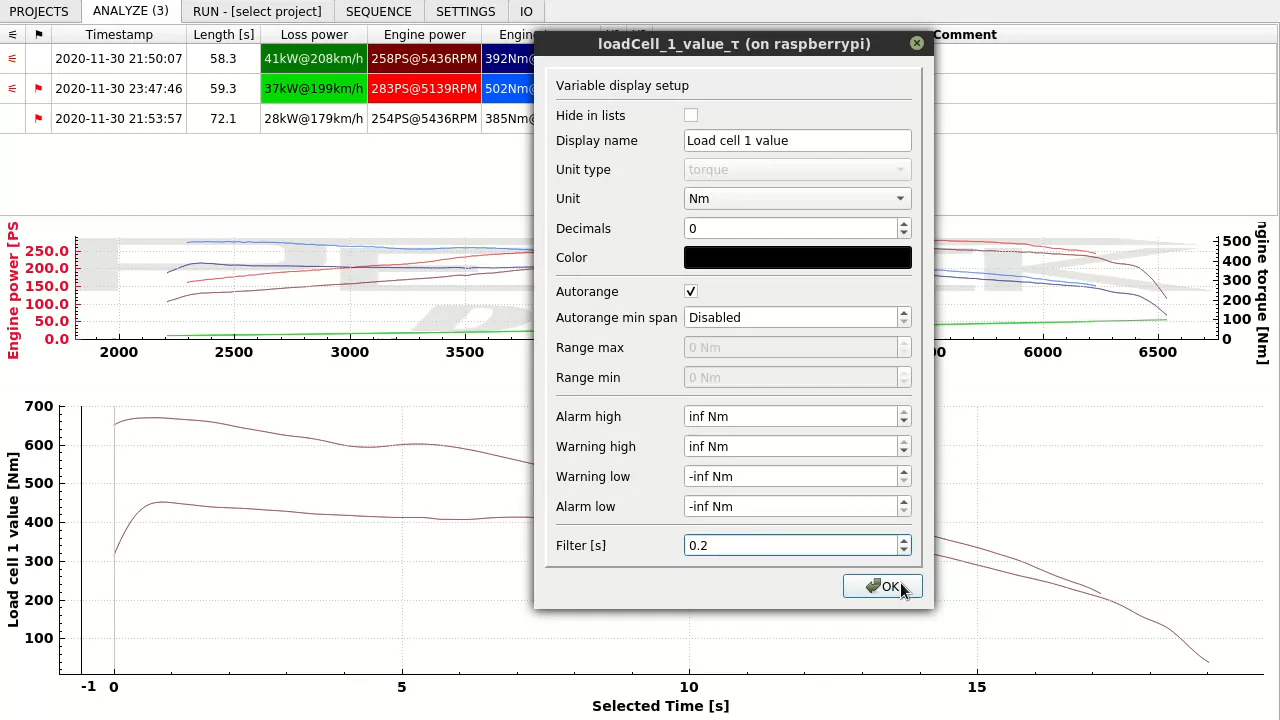 PROJECTS ANALYZE (3) RUN - [select project] SEQUENCE SETTINGS IO
Timestamp Length [s] Loss power Engine power Comment
2020-11-30 21:50:07 58.3 41kW@208km/h 258PS@5436RPM 392Nm@
2020-11-30 23:47:46 59.3 37kW@199km/h 283PS@5139RPM 502Nm@
2020-11-30 21:53:57 72.1 28kW@179km/h 254PS@5436RPM 385Nm@
loadCell_1_value_τ (on raspberrypi)
Variable display setup
Hide in lists
Display name Load cell 1 value
Unit type torque
Unit Nm
Decimals 0
Color
Autorange
Autorange min span Disabled
Range max 0 Nm
Range min 0 Nm
Alarm high inf Nm
Warning high inf Nm
Warning low -inf Nm
Alarm low -inf Nm
Filter [s] 0.2
OK
Engine power [PS
250.0
200.0
150.0
100.0
50.0
0.0
2000 2500 3000 3500 6000 6500
500
400
300
200
100
0
ngine torque [Nm]
Load cell 1 value [Nm]
700
600
500
400
300
200
100
-1 0 5 10 15
Selected Time [s]